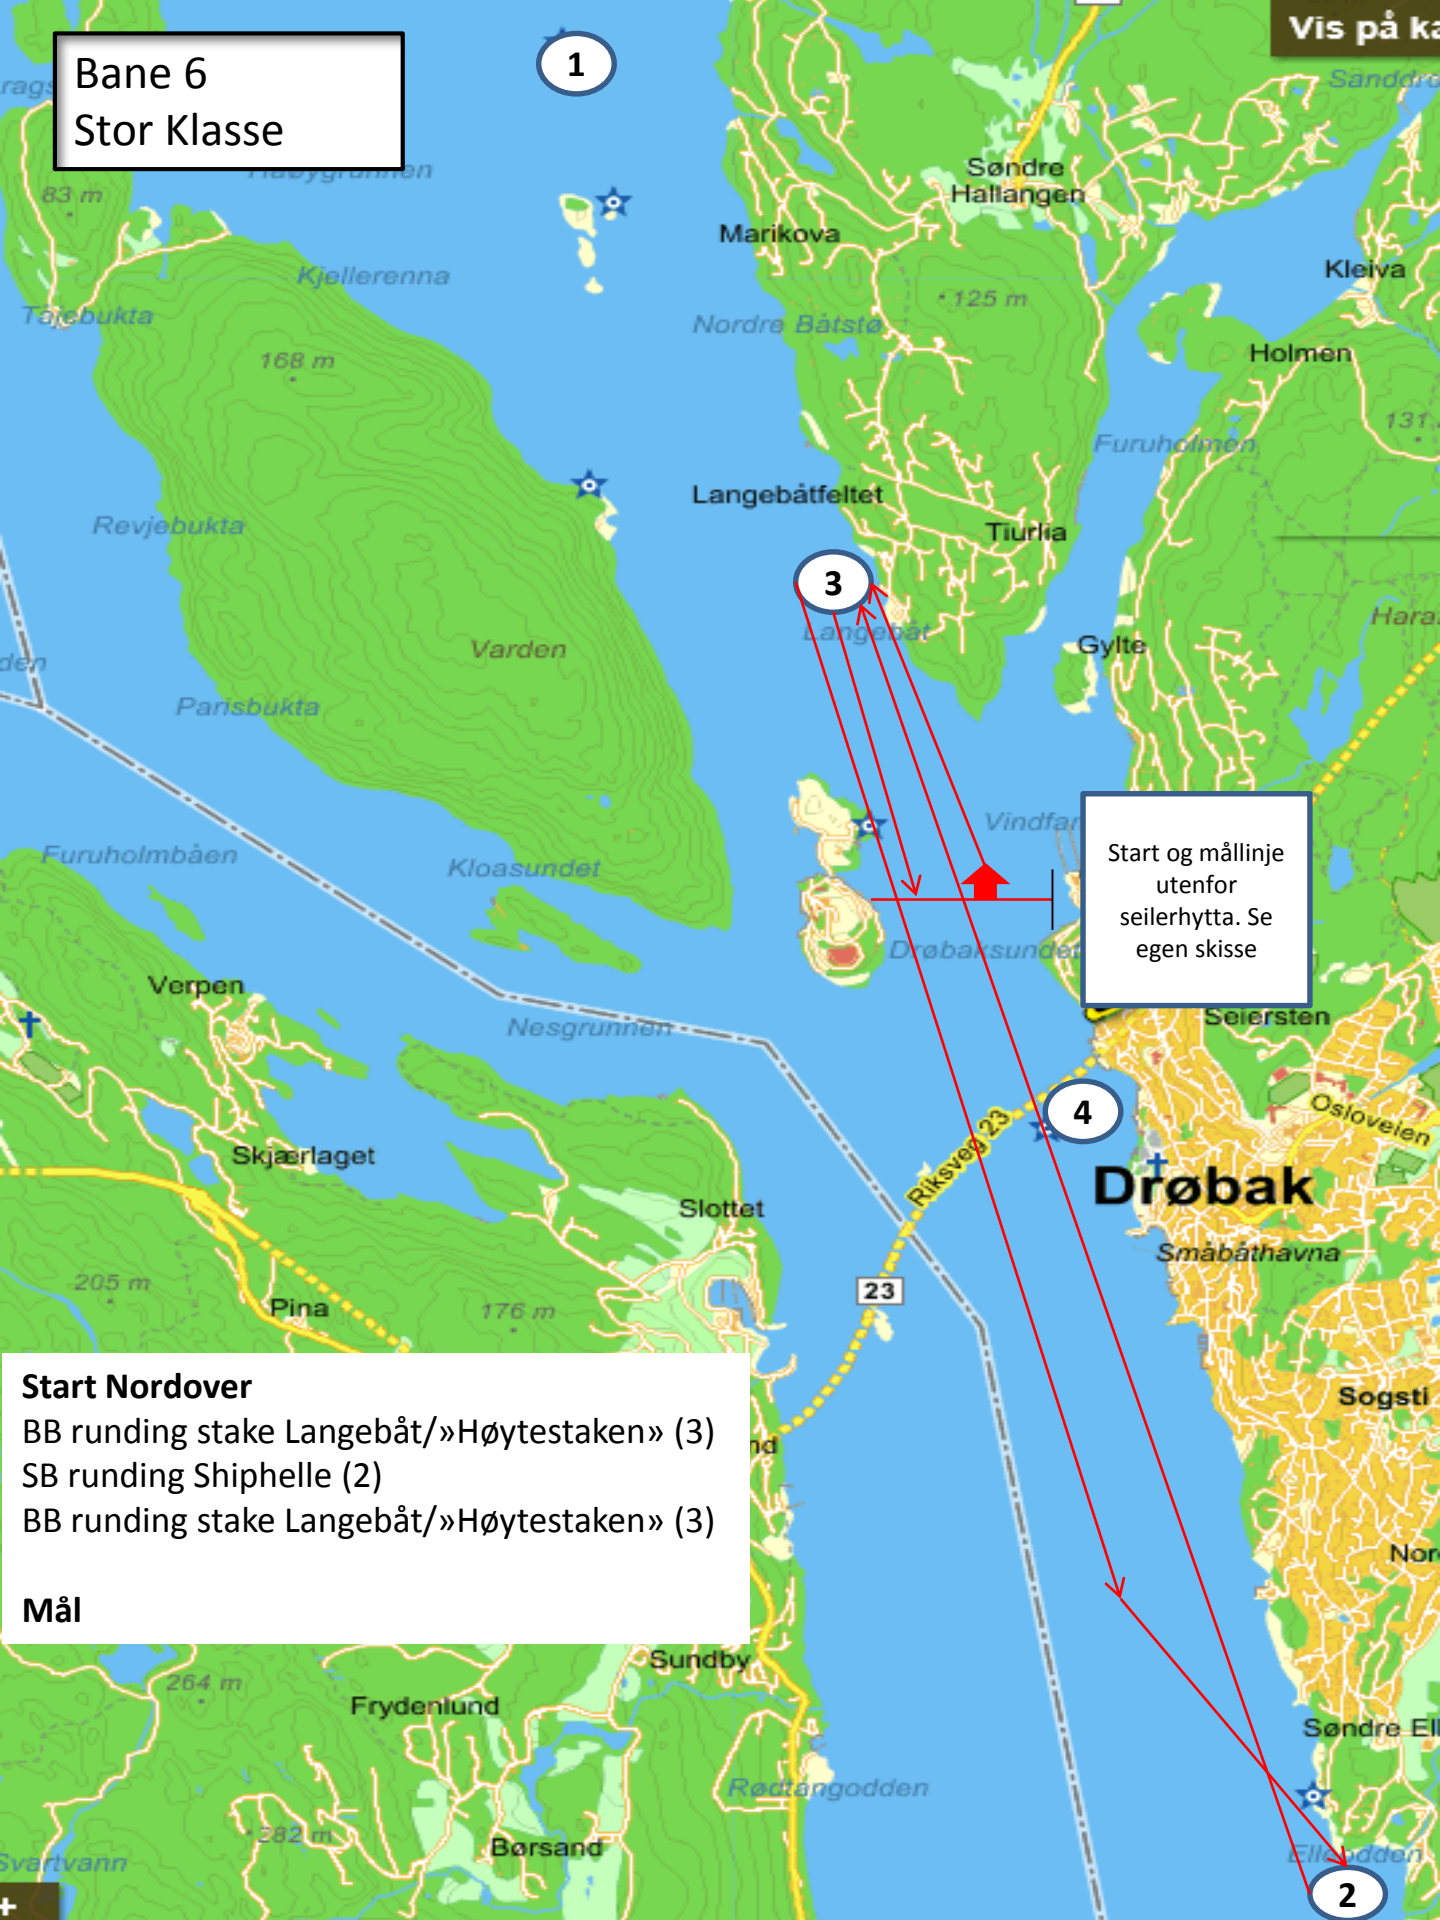 Bane 6
Stor Klasse
1
Vis på
83 m
Kjellerenna
168 m
Marikova
Søndre
Hallangen
Kleiva
125 m
Nordre Båtstø
Holmen
131
Furuholmen
Revjebukta
Langebåtfeltet
Tiurlia
3
Langebåt
Gylte
Varden
Parisbukta
Furuholmbåen
Kloasundet
Start og mållinje
utenfor
seilerhytta. Se
egen skisse
Drøbaksundet
Verpen
Nesgrunnen
Seiersten
4
Osloveien
Riksveg 23
Skjærlaget
Drøbak
Slottet
Småbåthavna
205 m
23
Pina
176 m
Start Nordover
BB runding stake Langebåt/»Høytestaken» (3)
SB runding Shiphelle (2)
BB runding stake Langebåt/»Høytestaken» (3)
Mål
Sogsti
Sundby
264 m
Frydenlund
Søndre
Rødtangodden
282 m
Børsand
Svartvann
2
+